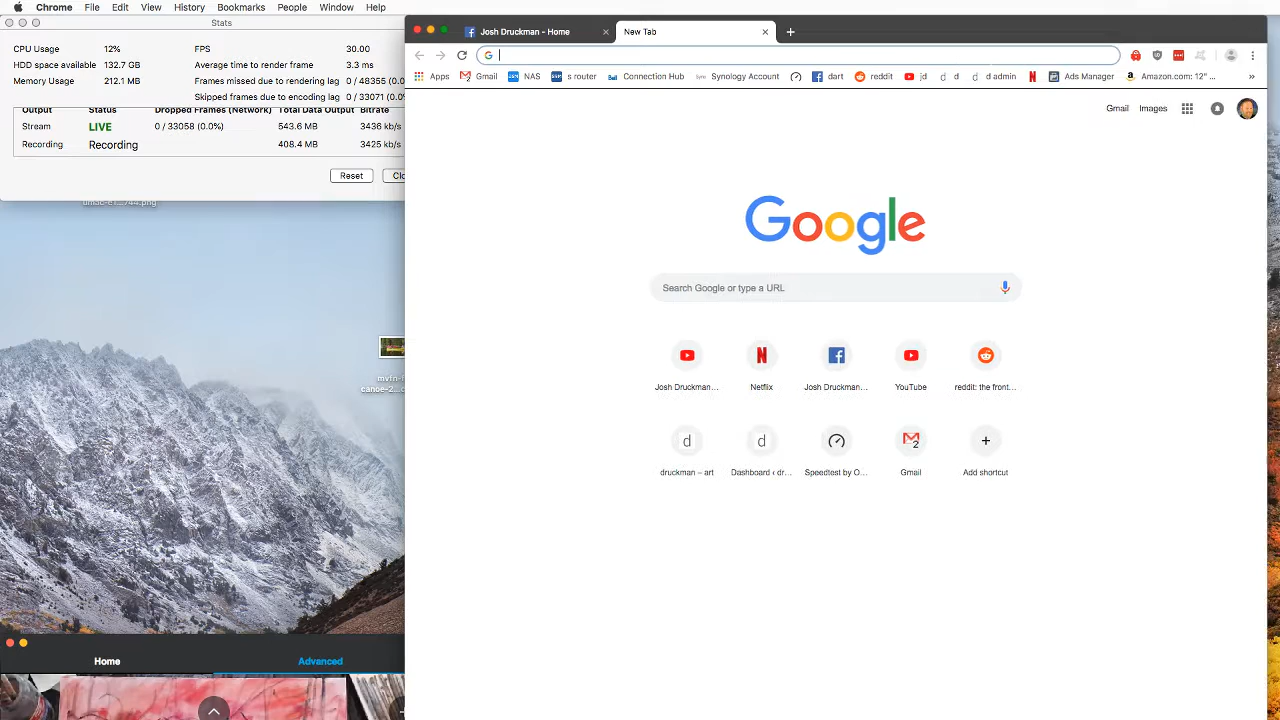 Chrome File Edit View History Bookmarks People Window Help
Stats
CPU Usage 12% FPS 30.00
HDD space available 132.7 GB Average time to render frame 3.3 ms
Memory Usage 212.1 MB Frames missed due to rendering lag 0 / 48355 (0.0%
Skipped frames due to encoding lag 0 / 33071 (0.0%
Output Status Dropped Frames (Network) Total Data Output Bitrate
Stream LIVE 0 / 33058 (0.0%) 543.6 MB 3436 kb/s
Recording Recording 408.4 MB 3425 kb/s
Reset Clo
Josh Druckman - Home New Tab
Apps Gmail NAS s router Connection Hub Synology Account dart reddit jd d d admin Ads Manager Amazon.com: 12" ...
Gmail Images
Google
Search Google or type a URL
Josh Druckman... Netflix Josh Druckman... YouTube reddit: the front...
d d 2
druckman – art Dashboard ‹ dr... Speedtest by O... Gmail Add shortcut
canoe-2...
Home Advanced